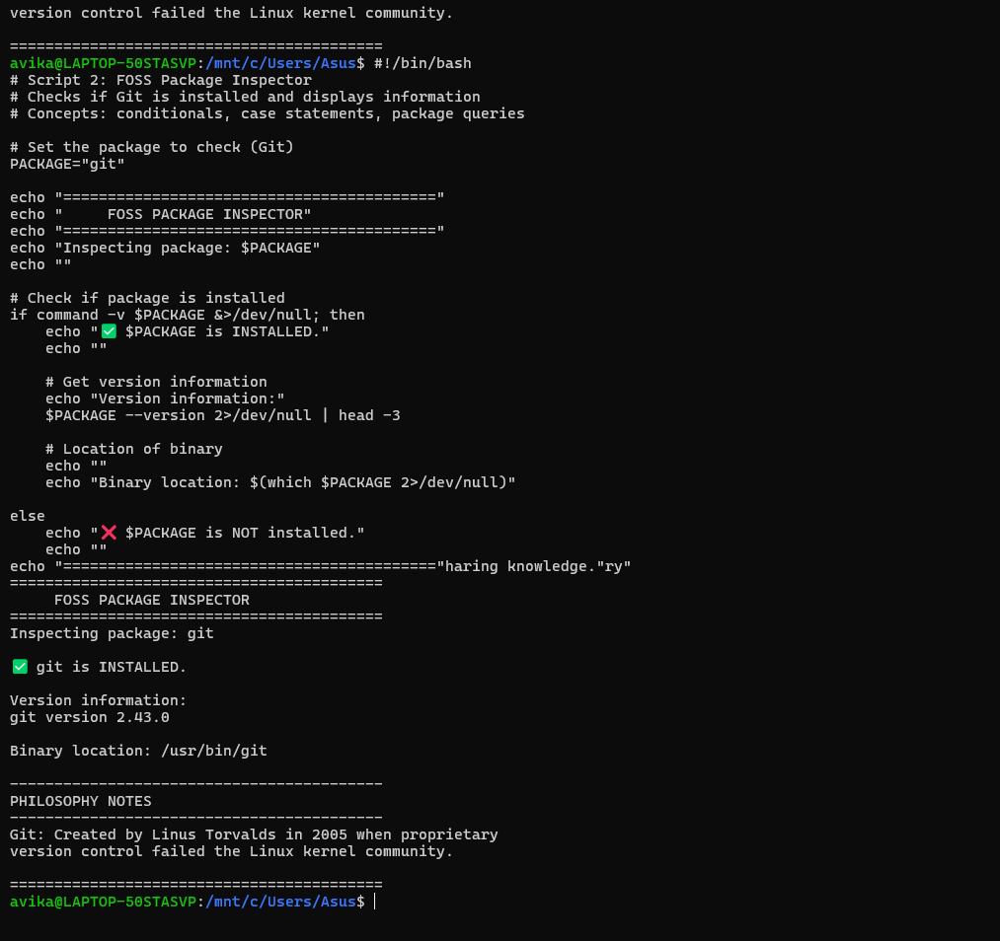 version control failed the Linux kernel community.
==========================================
avika@LAPTOP-50STASVP:/mnt/c/Users/Asus$ #!/bin/bash
# Script 2: FOSS Package Inspector
# Checks if Git is installed and displays information
# Concepts: conditionals, case statements, package queries
# Set the package to check (Git)
PACKAGE="git"
echo "=========================================="
echo "     FOSS PACKAGE INSPECTOR"
echo "=========================================="
echo "Inspecting package: $PACKAGE"
echo ""
# Check if package is installed
if command -v $PACKAGE &>/dev/null; then
    echo "✅ $PACKAGE is INSTALLED."
    echo ""
    # Get version information
    echo "Version information:"
    $PACKAGE --version 2>/dev/null | head -3
    # Location of binary
    echo ""
    echo "Binary location: $(which $PACKAGE 2>/dev/null)"
else
    echo "❌ $PACKAGE is NOT installed."
    echo ""
echo "=========================================="haring knowledge."ry"
==========================================
     FOSS PACKAGE INSPECTOR
==========================================
Inspecting package: git
✅ git is INSTALLED.
Version information:
git version 2.43.0
Binary location: /usr/bin/git
------------------------------------------
PHILOSOPHY NOTES
------------------------------------------
Git: Created by Linus Torvalds in 2005 when proprietary
version control failed the Linux kernel community.
==========================================
avika@LAPTOP-50STASVP:/mnt/c/Users/Asus$